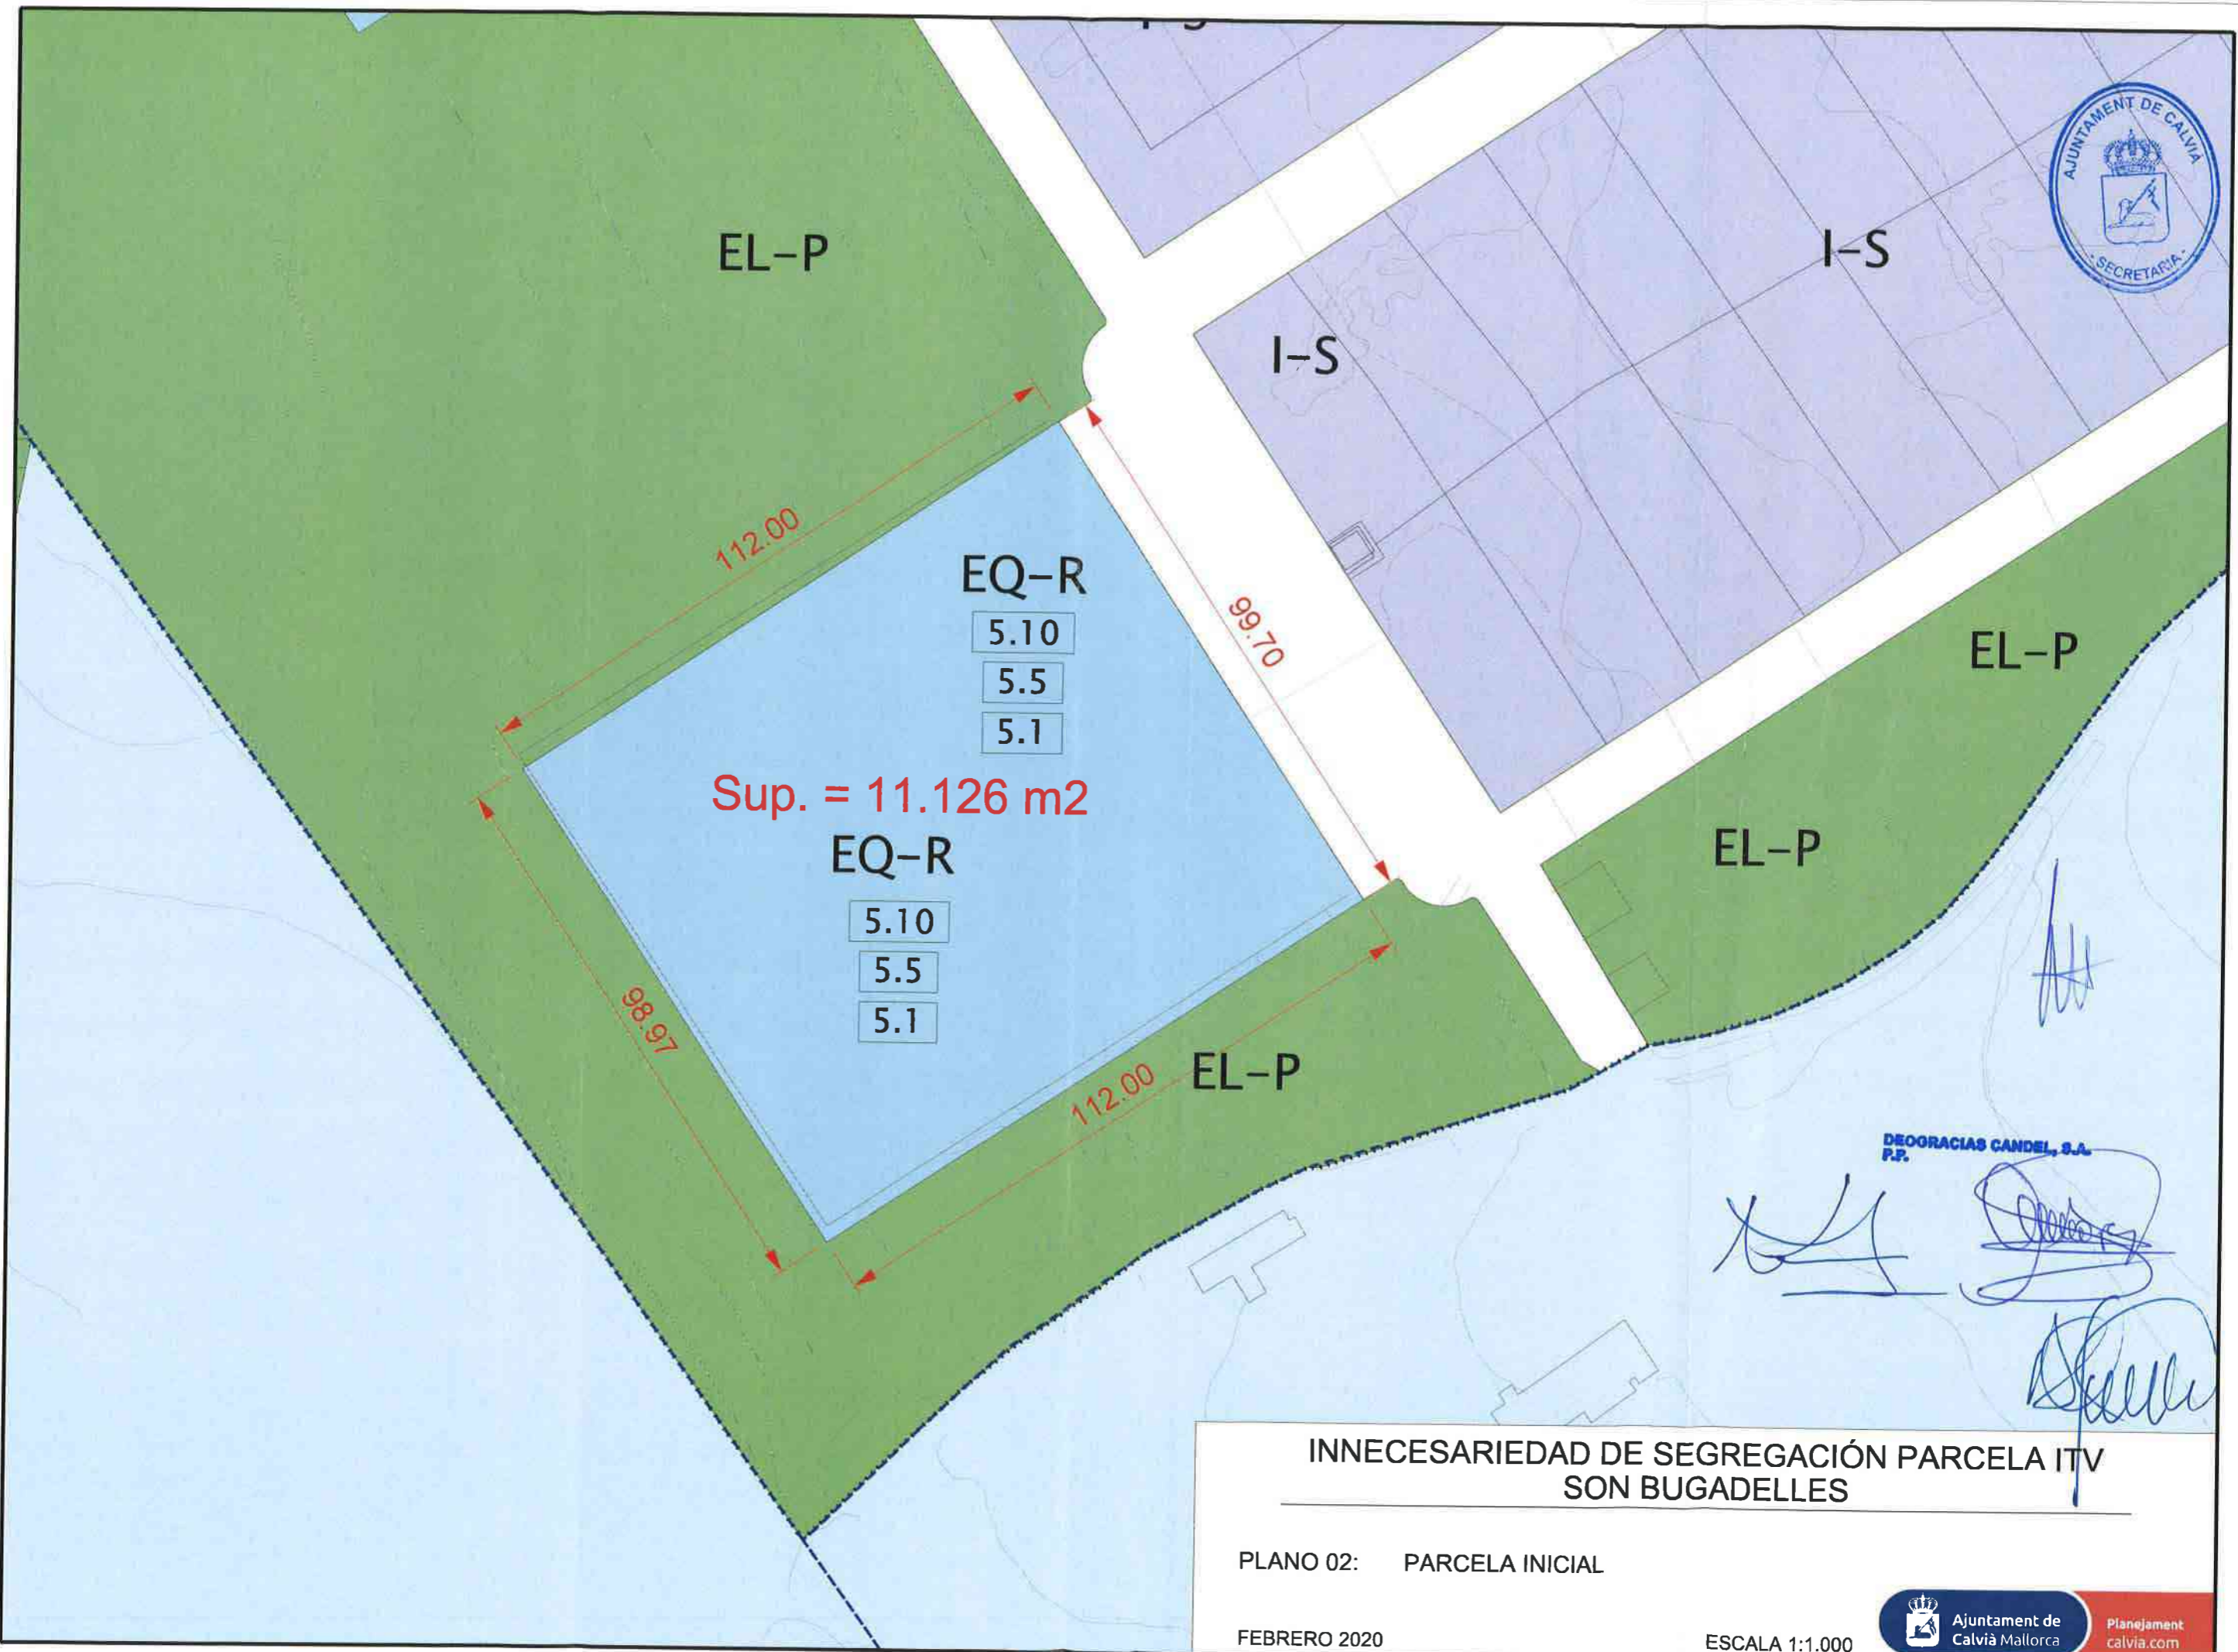 AJUNTAMENT DE CALVIÀ
- SECRETARIA -
EL-P
I-S
I-S
112.00
EQ-R
5.10
5.5
5.1
99.70
EL-P
Sup. = 11.126 m2
EQ-R
5.10
5.5
5.1
EL-P
98.97
112.00
EL-P
DEOGRACIAS CANDEL, S.A.
P.P.
INNECESARIEDAD DE SEGREGACIÓN PARCELA ITV
SON BUGADELLES
PLANO 02: PARCELA INICIAL
FEBRERO 2020
ESCALA 1:1.000
Ajuntament de
Calvià Mallorca
Planejament
calvia.com